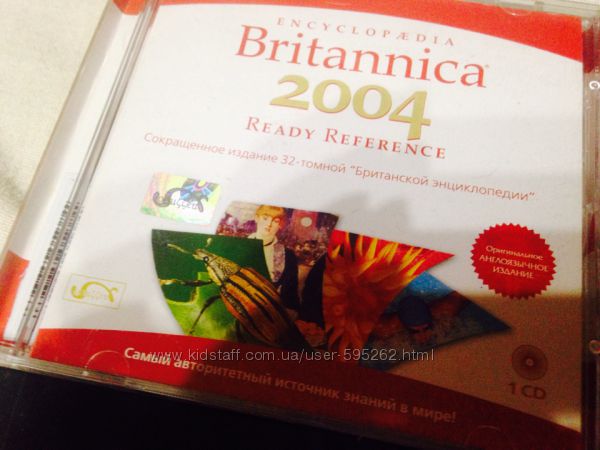 ENCYCLOPÆDIA
Britannica®
2004
READY REFERENCE
Сокращенное издание 32-томной "Британской энциклопедии"
Оригинальное
АНГЛОЯЗЫЧНОЕ
ИЗДАНИЕ
www.kidstaff.com.ua/user-595262.html
Самый авторитетный источник знаний в мире!
1 CD